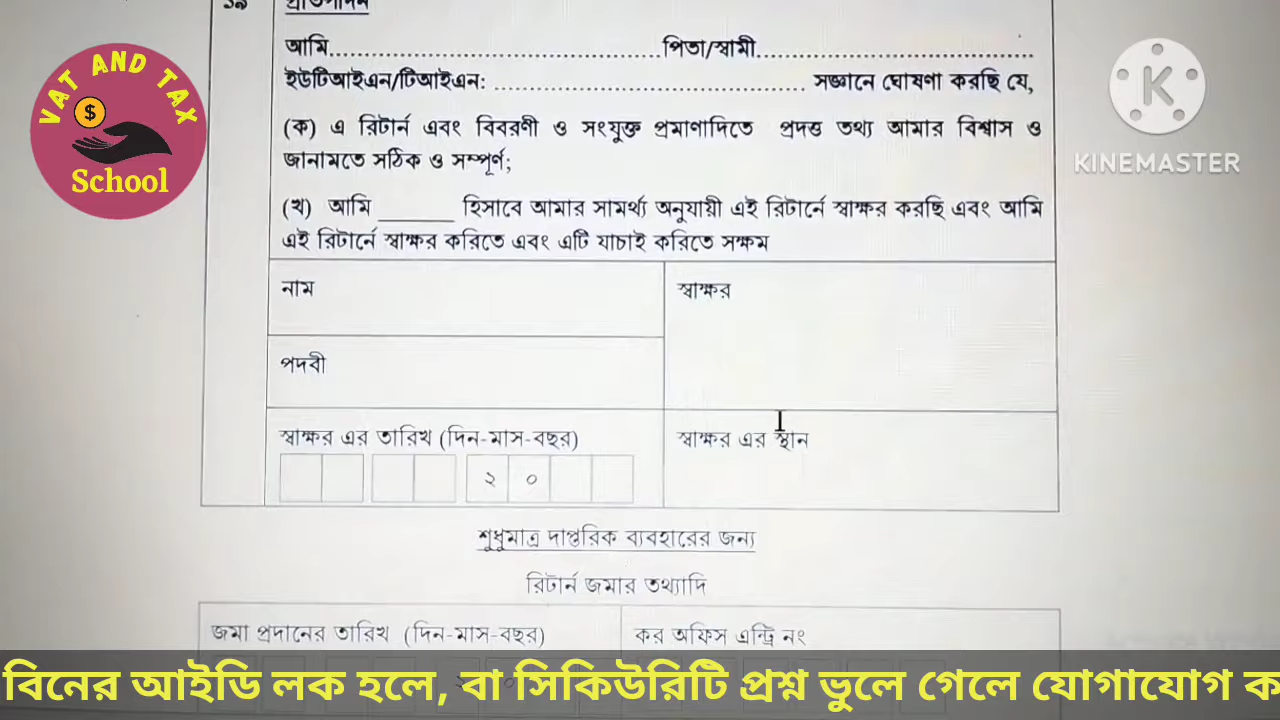 ১৯ প্রতিপাদন
আমি..........................................পিতা/স্বামী....................................
ইউটিআইএন/টিআইএন: ........................................ সজ্ঞানে ঘোষণা করছি যে,
(ক) এ রিটার্ন এবং বিবরণী ও সংযুক্ত প্রমাণাদিতে প্রদত্ত তথ্য আমার বিশ্বাস ও
জানামতে সঠিক ও সম্পূর্ণ;
(খ) আমি _______ হিসাবে আমার সামর্থ্য অনুযায়ী এই রিটার্নে স্বাক্ষর করছি এবং আমি
এই রিটার্নে স্বাক্ষর করিতে এবং এটি যাচাই করিতে সক্ষম
নাম
স্বাক্ষর
পদবী
স্বাক্ষর এর তারিখ (দিন-মাস-বছর)
২ ০
স্বাক্ষর এর স্থান
শুধুমাত্র দাপ্তরিক ব্যবহারের জন্য
রিটার্ন জমার তথ্যাদি
জমা প্রদানের তারিখ (দিন-মাস-বছর)
কর অফিস এন্ট্রি নং
VAT AND TAX
$
School
K
KINEMASTER
বিনের আইডি লক হলে, বা সিকিউরিটি প্রশ্ন ভুলে গেলে যোগাযোগ ক